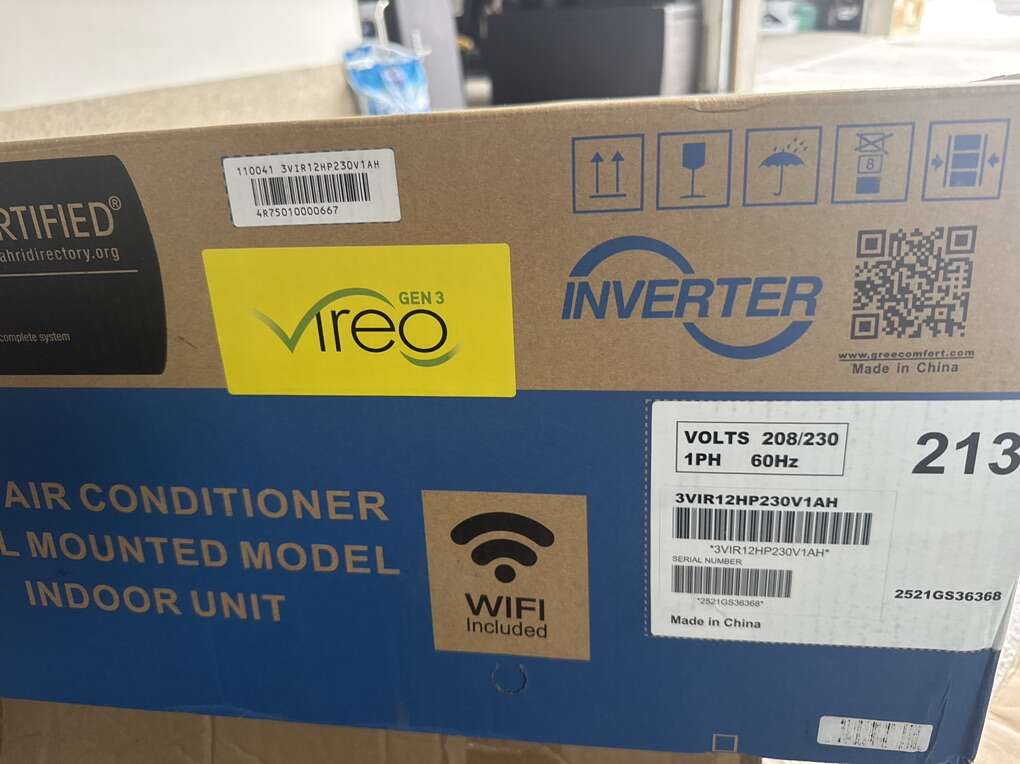 RTIFIED®
ahridirectory.org
complete system
110041 3VIR12HP230V1AH
4R75010000667
Vireo
GEN 3
8
INVERTER
www.greecomfort.com
Made in China
AIR CONDITIONER
L MOUNTED MODEL
INDOOR UNIT
WIFI
Included
VOLTS 208/230
1PH 60Hz
213
3VIR12HP230V1AH
*3VIR12HP230V1AH*
SERIAL NUMBER
*2521GS36368*
2521GS36368
Made in China